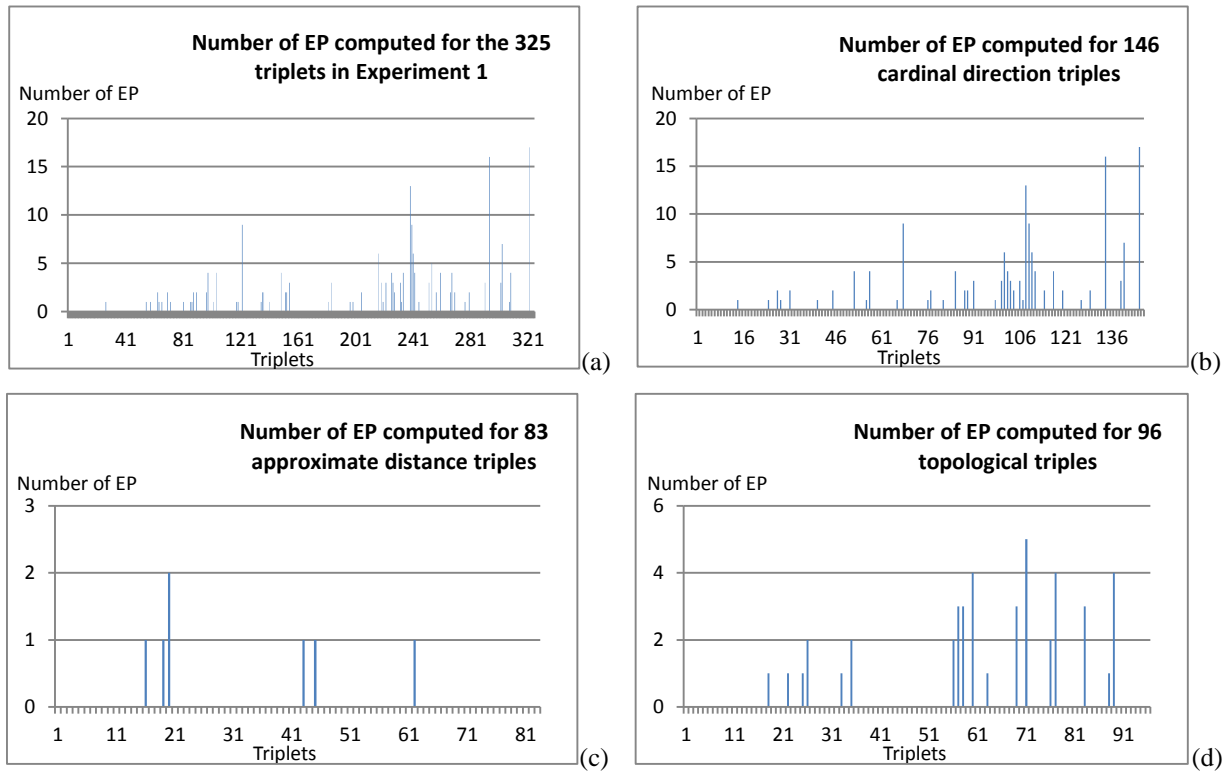 Number of EP computed for the 325
triplets in Experiment 1
Number of EP
20
15
10
5
0
1 41 81 121 161 201 241 281 321
Triplets
(a)
Number of EP computed for 146
cardinal direction triples
Number of EP
20
15
10
5
0
1 16 31 46 61 76 91 106 121 136
Triplets
(b)
Number of EP computed for 83
approximate distance triples
Number of EP
3
2
1
0
1 11 21 31 41 51 61 71 81
Triplets
(c)
Number of EP computed for 96
topological triples
Number of EP
6
4
2
0
1 11 21 31 41 51 61 71 81 91
Triplets
(d)